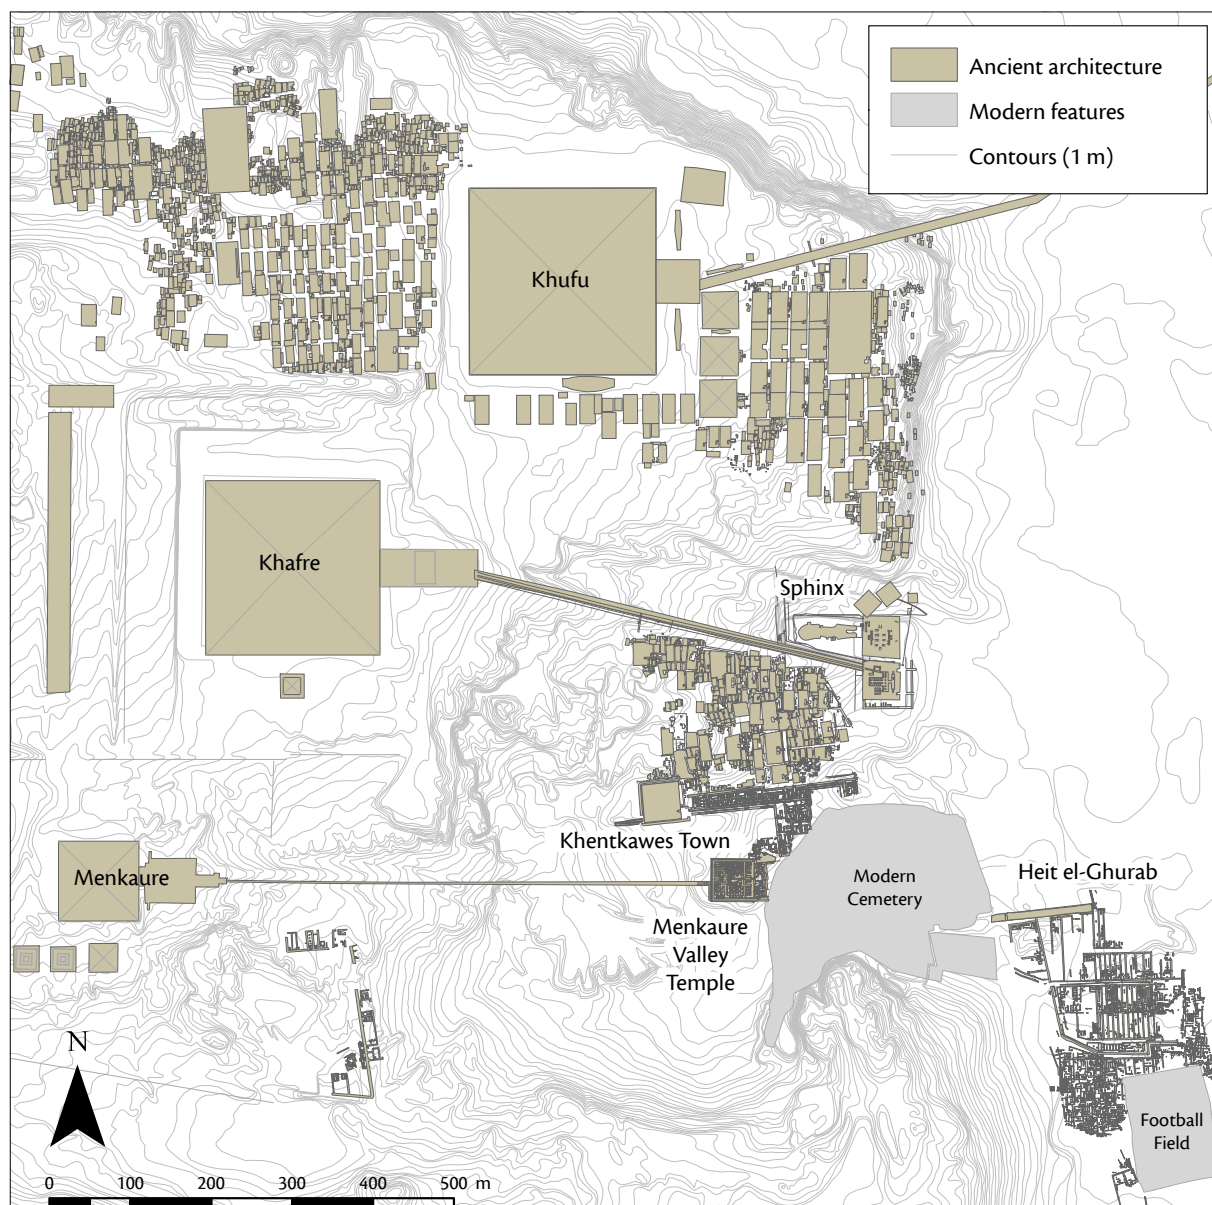 Ancient architecture
Modern features
Contours (1 m)
Khufu
Khafre
Sphinx
Khentkawes Town
Menkaure
Modern
Cemetery
Heit el-Ghurab
Menkaure
Valley
Temple
N
Football
Field
0 100 200 300 400 500 m